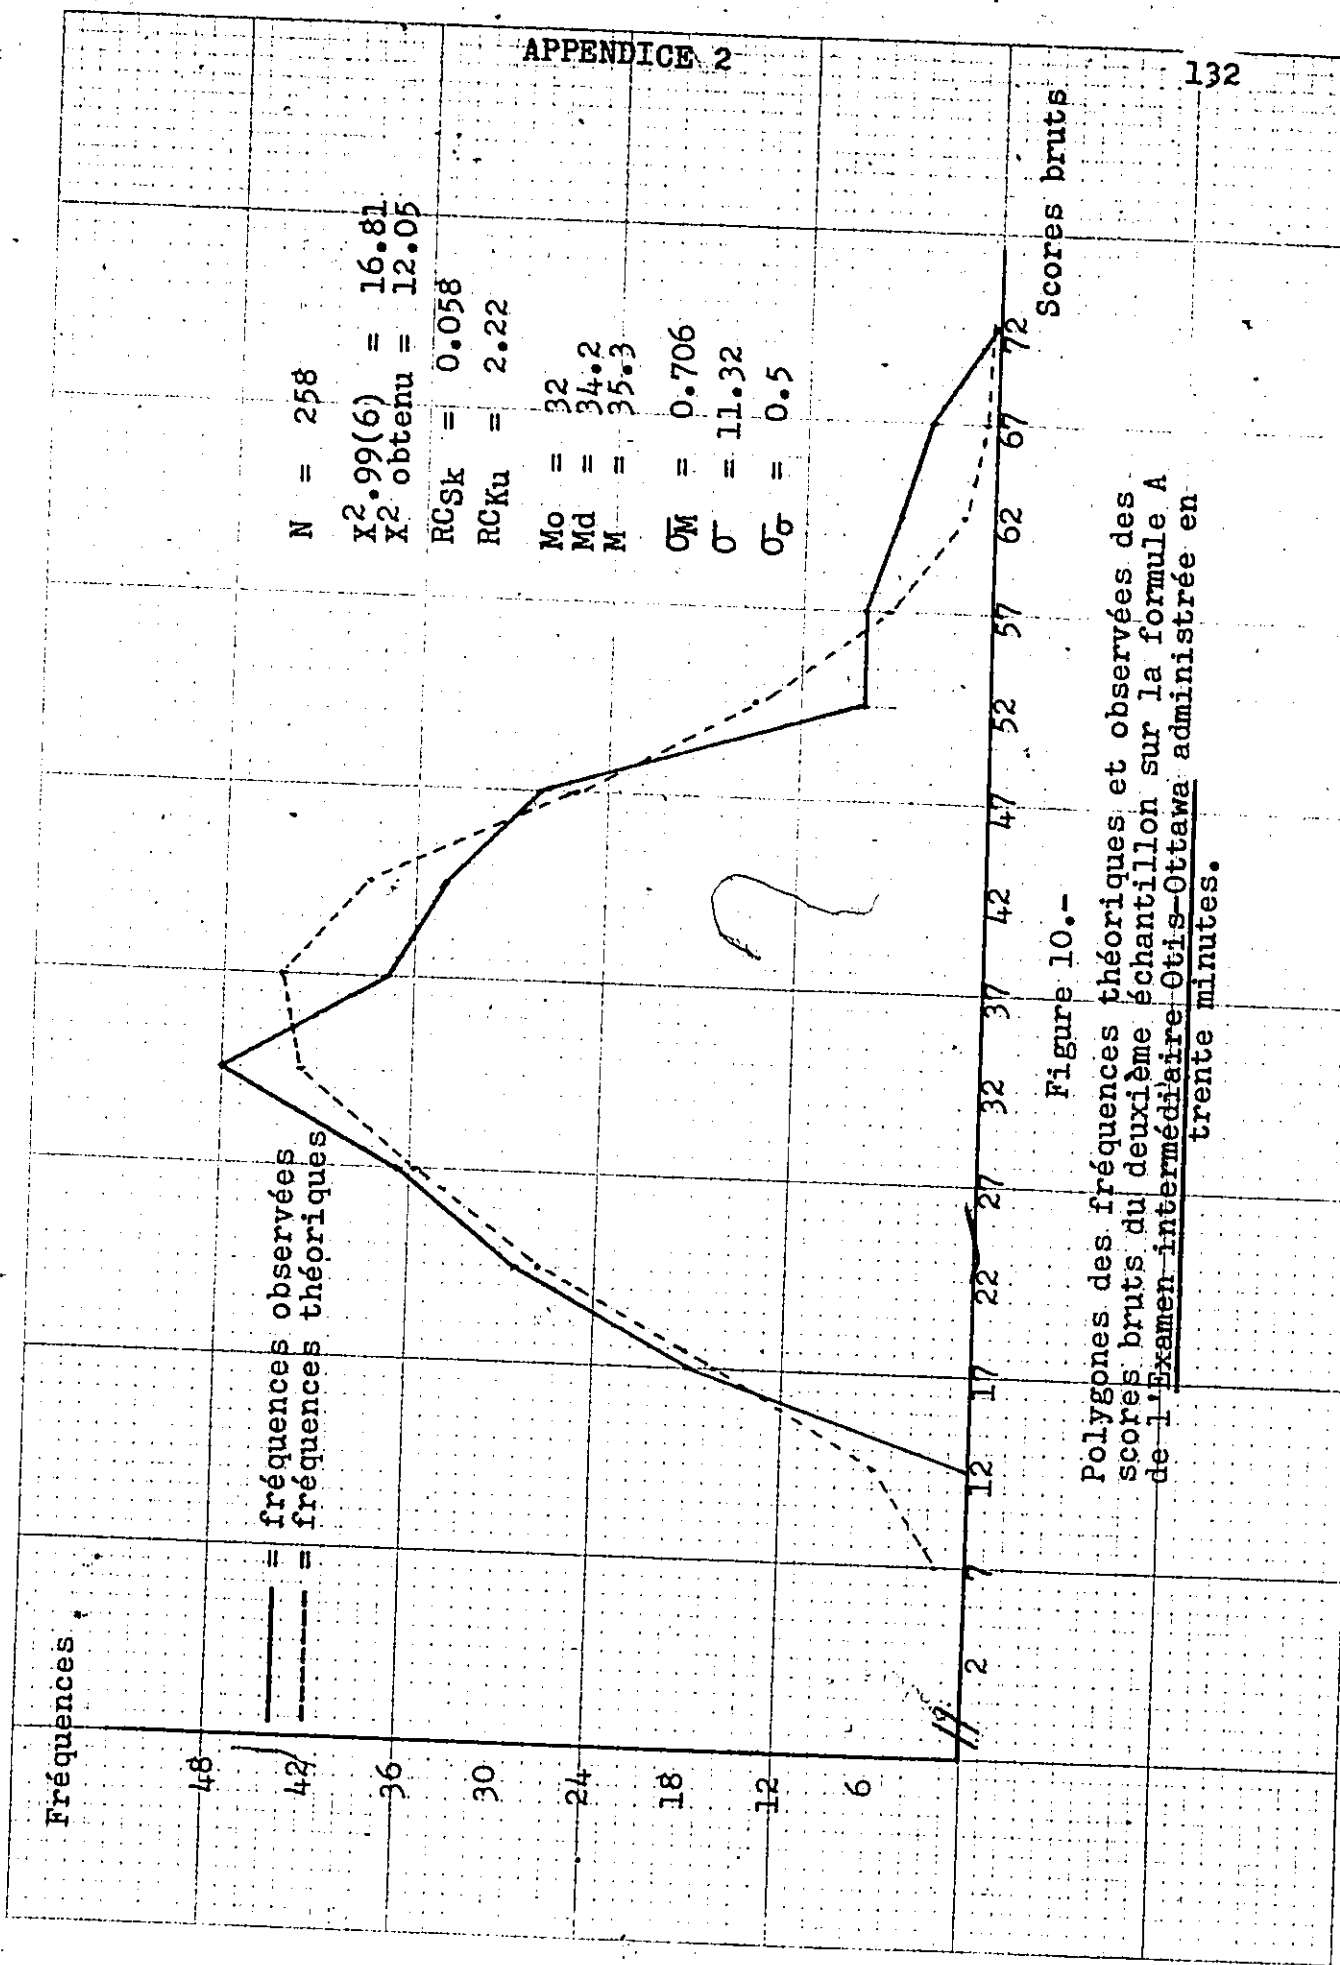 APPENDICE 2
132
Fréquences
48
42
36
30
24
18
12
6
= fréquences observées
= fréquences théoriques
N = 258
X².99(6) = 16.81
X² obtenu = 12.05
RCSk = 0.058
RCKu = 2.22
Mo = 32
Md = 34.2
M = 35.3
σM = 0.706
σ = 11.32
σσ = 0.5
2 7 12 17 22 27 32 37 42 47 52 57 62 67 72
Scores bruts
Figure 10.-
Polygones des fréquences théoriques et observées des
scores bruts du deuxième échantillon sur la formule A
de l'Examen intermédiaire Otis-Ottawa administrée en
trente minutes.